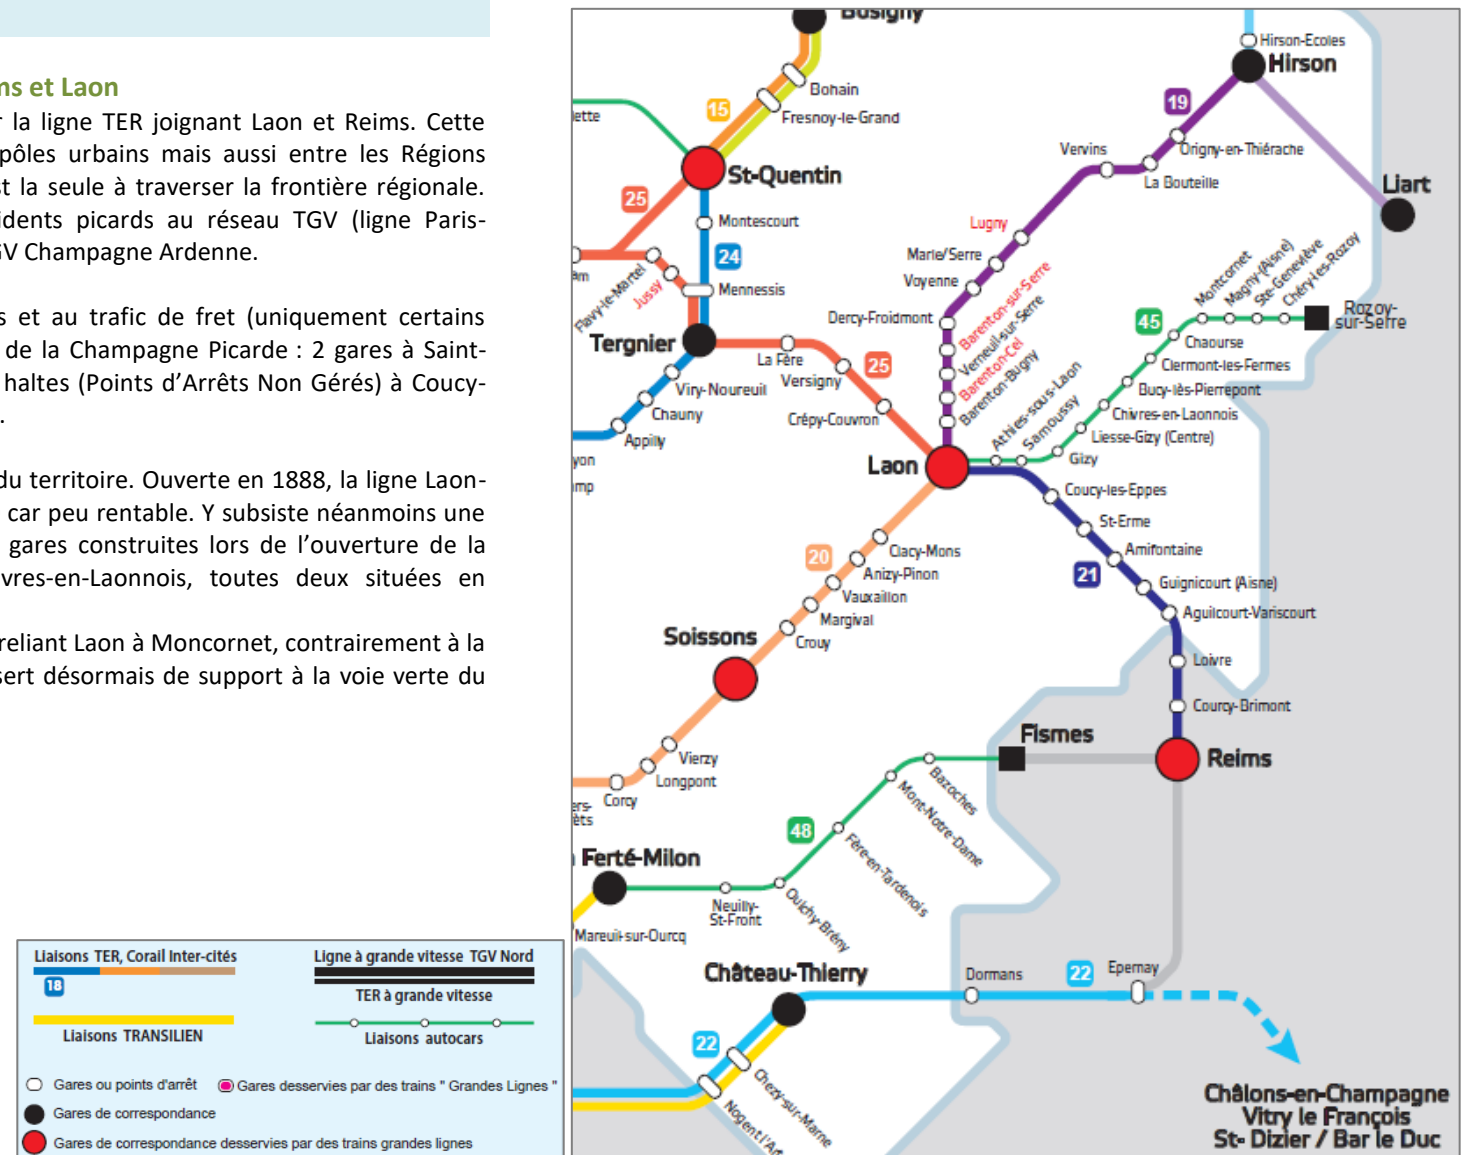 ms et Laon
r la ligne TER joignant Laon et Reims. Cette
pôles urbains mais aussi entre les Régions
st la seule à traverser la frontière régionale.
sidents picards au réseau TGV (ligne Paris-
GV Champagne Ardenne.
s et au trafic de fret (uniquement certains
de la Champagne Picarde : 2 gares à Saint-
haltes (Points d’Arrêts Non Gérés) à Coucy-
.
du territoire. Ouverte en 1888, la ligne Laon-
car peu rentable. Y subsiste néanmoins une
gares construites lors de l’ouverture de la
ivres-en-Laonnois, toutes deux situées en
reliant Laon à Moncornet, contrairement à la
sert désormais de support à la voie verte du
Busigny
Hirson-Ecoles
Hirson
Bohain
15
Fresnoy-le-Grand
ette
19
Origny-en-Thiérache
Vervins
La Bouteille
St-Quentin
Liart
25
Montescourt
Lugny
24
Marle/Serre
Voyenne
Flavy-le-Martel
Jussy
Mennessis
Dercy-Froidmont
Barenton-sur-Serre
Verneuil-sur-Serre
Barenton-Cel
Barenton-Bugny
Montcornet
Magny-(Aisne)
Ste-Geneviève
Chéry-les-Rozoy
Rozoy-
sur-Serre
45
Chaourse
Clermont-les-Fermes
Bucy-lès-Pierrepont
Chivres-en-Laonnois
Liesse-Gizy (Centre)
Gizy
Athies-sous-Laon
Samoussy
Tergnier
La Fère
Versigny
25
Crépy-Couvron
Viry-Noureuil
Chauny
Appilly
yon
mp
Laon
Coucy-les-Eppes
St-Erme
Amifontaine
21
Guignicourt (Aisne)
Aguilcourt-Variscourt
Loivre
Courcy-Brimont
Reims
20
Clacy-Mons
Anizy-Pinon
Vauxaillon
Margival
Crouy
Soissons
Vierzy
Longpont
Corcy
ers-
êts
Fismes
Bazoches
Mont-Notre-Dame
48
Fère-en-Tardenois
Oulchy-Brény
Neuilly-
St-Front
Ferté-Milon
Mareuil-sur-Ourcq
Château-Thierry
Dormans
22
Epernay
22
Chezy-sur-Marne
Nogent l'Ar
Châlons-en-Champagne
Vitry le François
St- Dizier / Bar le Duc
Liaisons TER, Corail Inter-cités
18
Liaisons TRANSILIEN
Ligne à grande vitesse TGV Nord
TER à grande vitesse
Liaisons autocars
Gares ou points d'arrêt
Gares desservies par des trains " Grandes Lignes "
Gares de correspondance
Gares de correspondance desservies par des trains grandes lignes